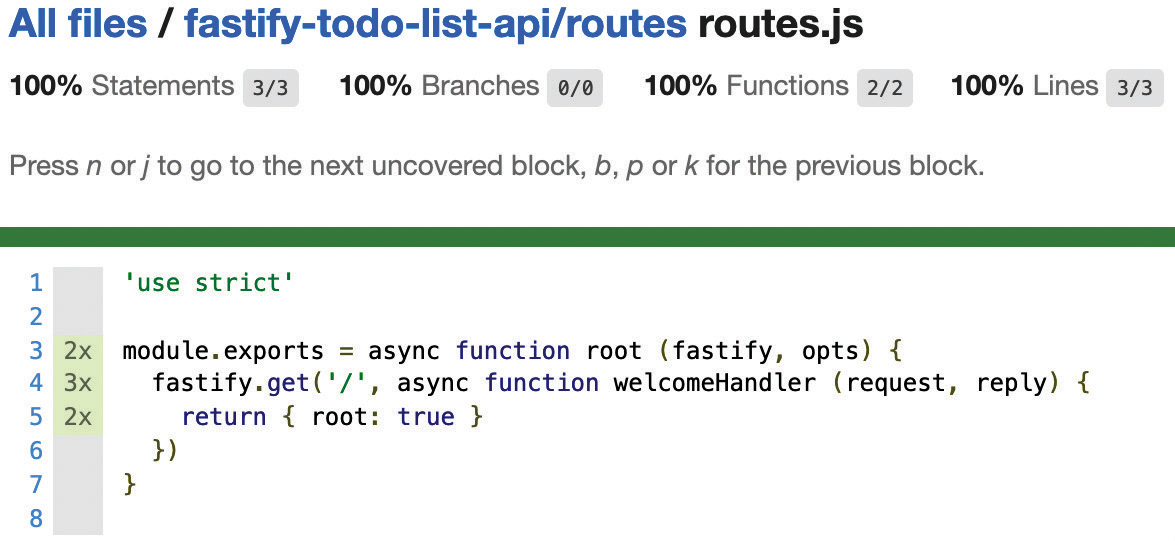 All files / fastify-todo-list-api/routes routes.js
100% Statements 3/3 100% Branches 0/0 100% Functions 2/2 100% Lines 3/3
Press n or j to go to the next uncovered block, b, p or k for the previous block.
1 'use strict'
2
3 2x module.exports = async function root (fastify, opts) {
4 3x   fastify.get('/', async function welcomeHandler (request, reply) {
5 2x     return { root: true }
6   })
7 }
8